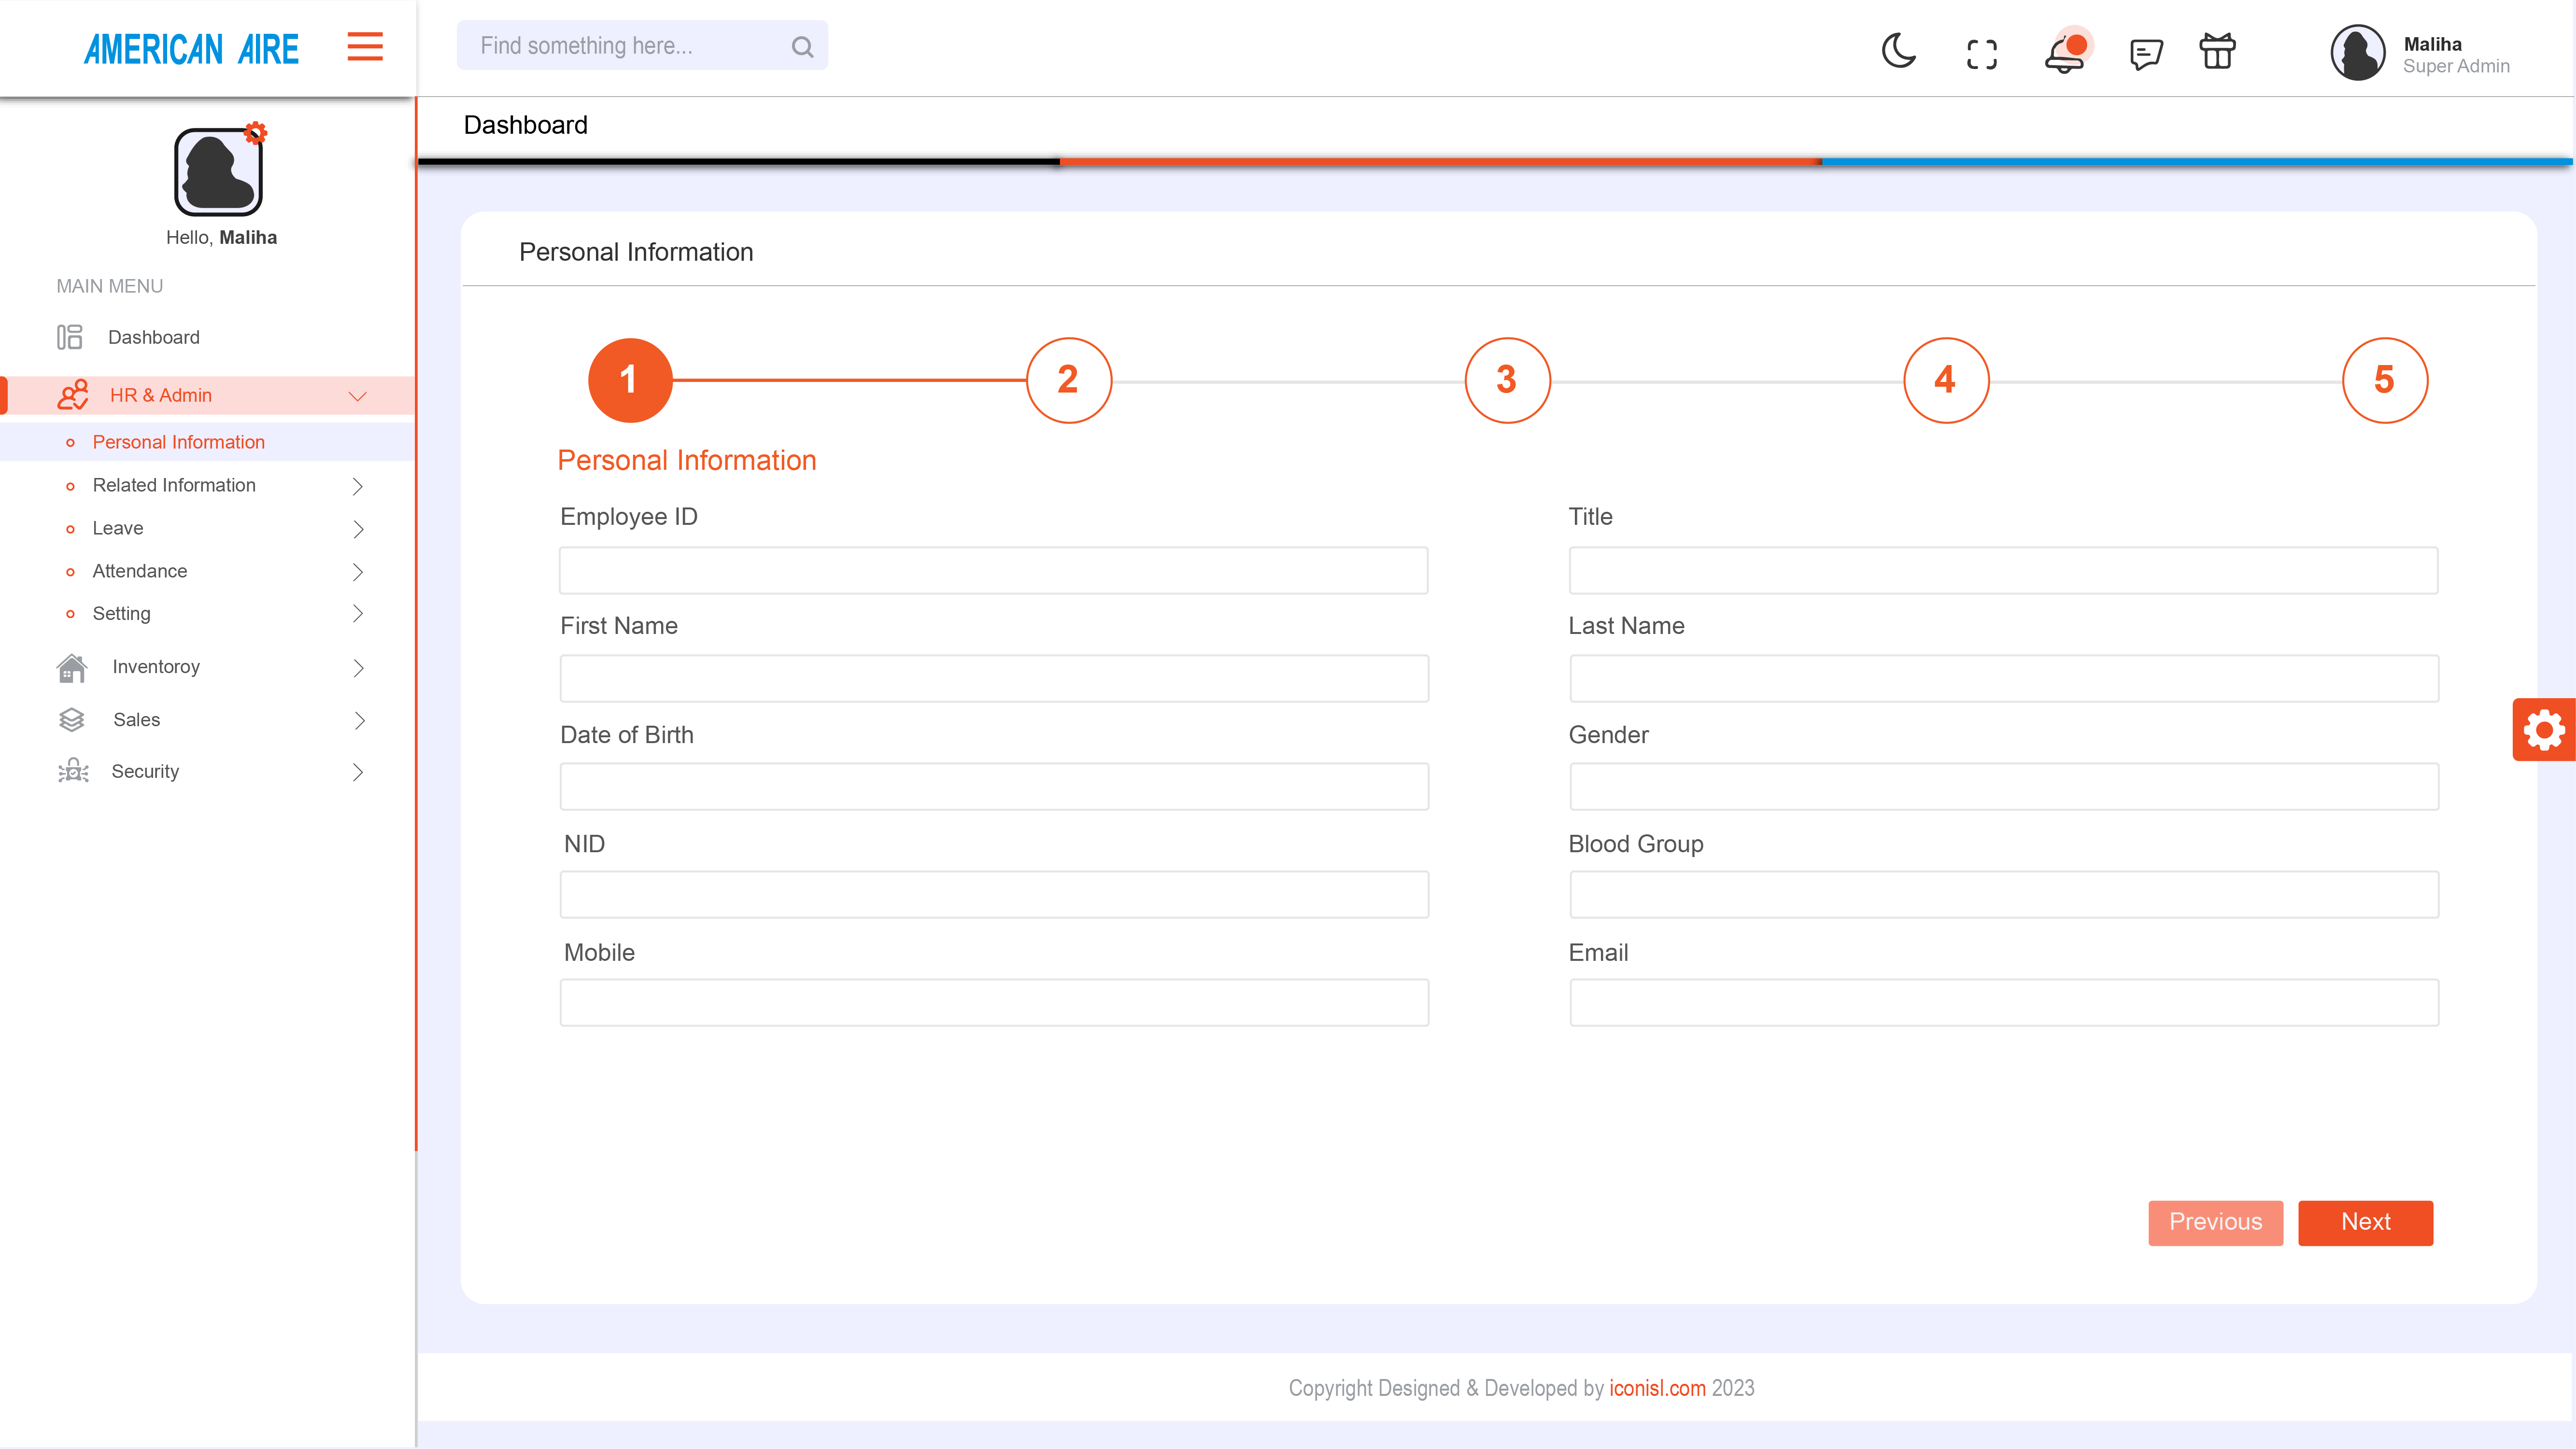 AMERICAN AIRE
Find something here...
Maliha
Super Admin
Dashboard
Hello, Maliha
MAIN MENU
Dashboard
HR & Admin
Personal Information
Related Information
Leave
Attendance
Setting
Inventoroy
Sales
Security
Personal Information
1 2 3 4 5
Personal Information
Employee ID
Title
First Name
Last Name
Date of Birth
Gender
NID
Blood Group
Mobile
Email
Previous
Next
Copyright Designed & Developed by iconisl.com 2023